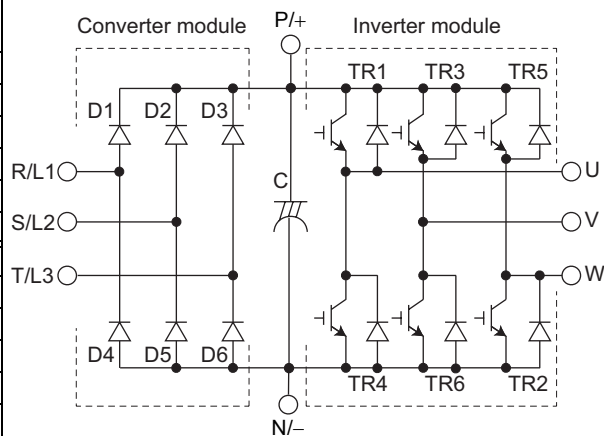 Converter module
P/+
Inverter module
TR1
TR3
TR5
D1
D2
D3
R/L1
U
C
S/L2
V
T/L3
W
D4
D5
D6
TR4
TR6
TR2
N/−